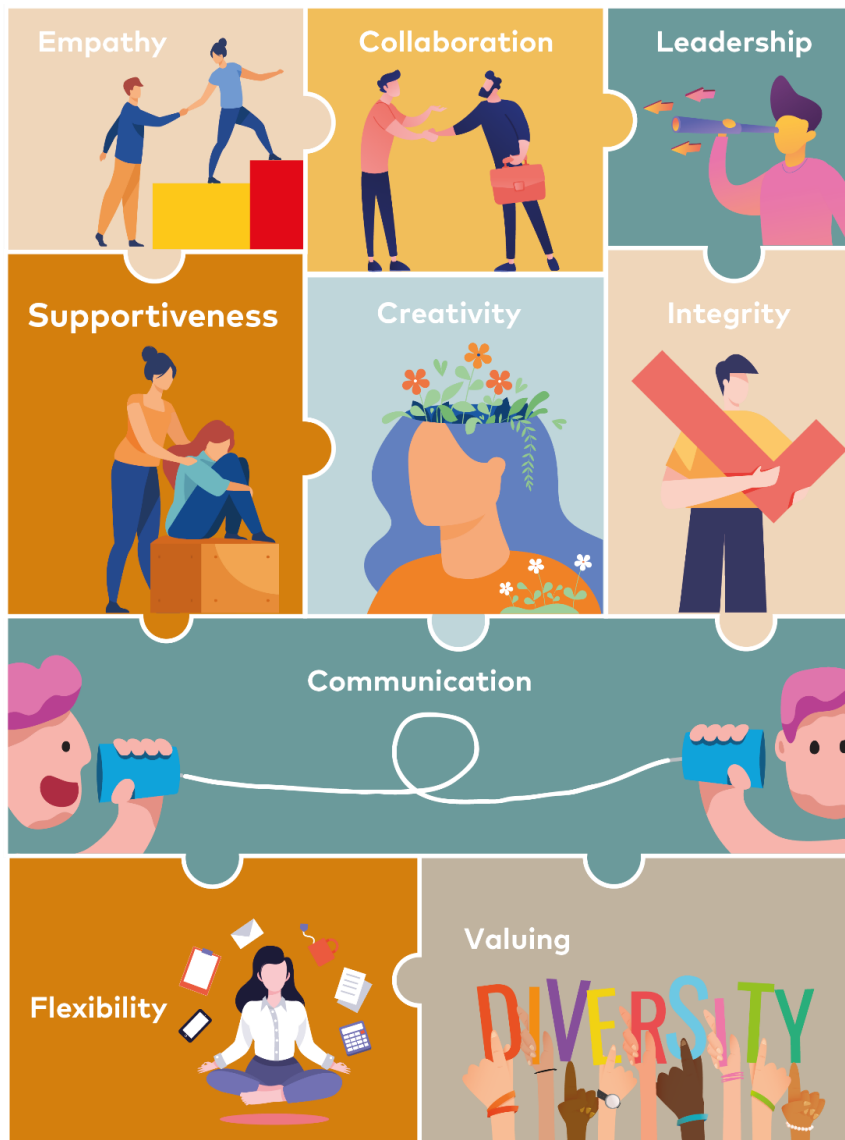 Empathy
Collaboration
Leadership
Supportiveness
Creativity
Integrity
Communication
Flexibility
Valuing
DIVERSITY